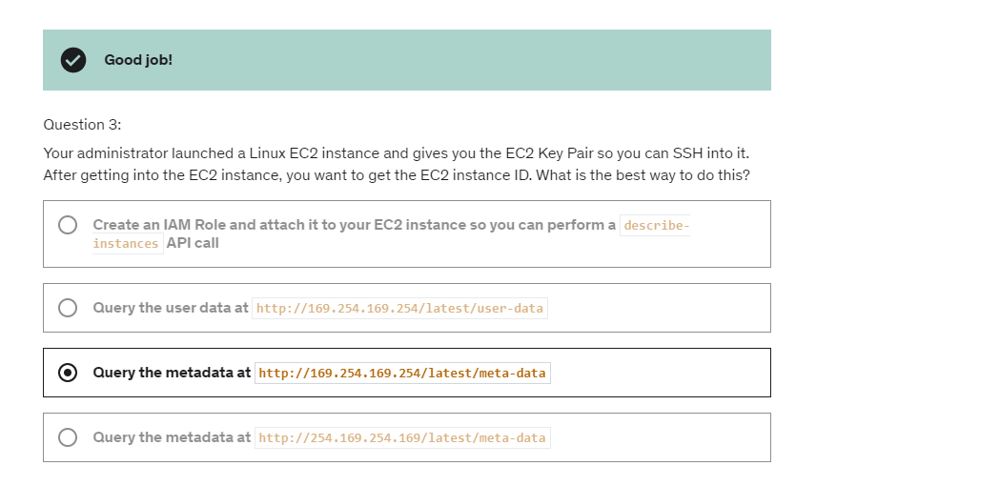 Good job!
Question 3:
Your administrator launched a Linux EC2 instance and gives you the EC2 Key Pair so you can SSH into it.
After getting into the EC2 instance, you want to get the EC2 instance ID. What is the best way to do this?
Create an IAM Role and attach it to your EC2 instance so you can perform a describe-
instances API call
Query the user data at http://169.254.169.254/latest/user-data
Query the metadata at http://169.254.169.254/latest/meta-data
Query the metadata at http://254.169.254.169/latest/meta-data